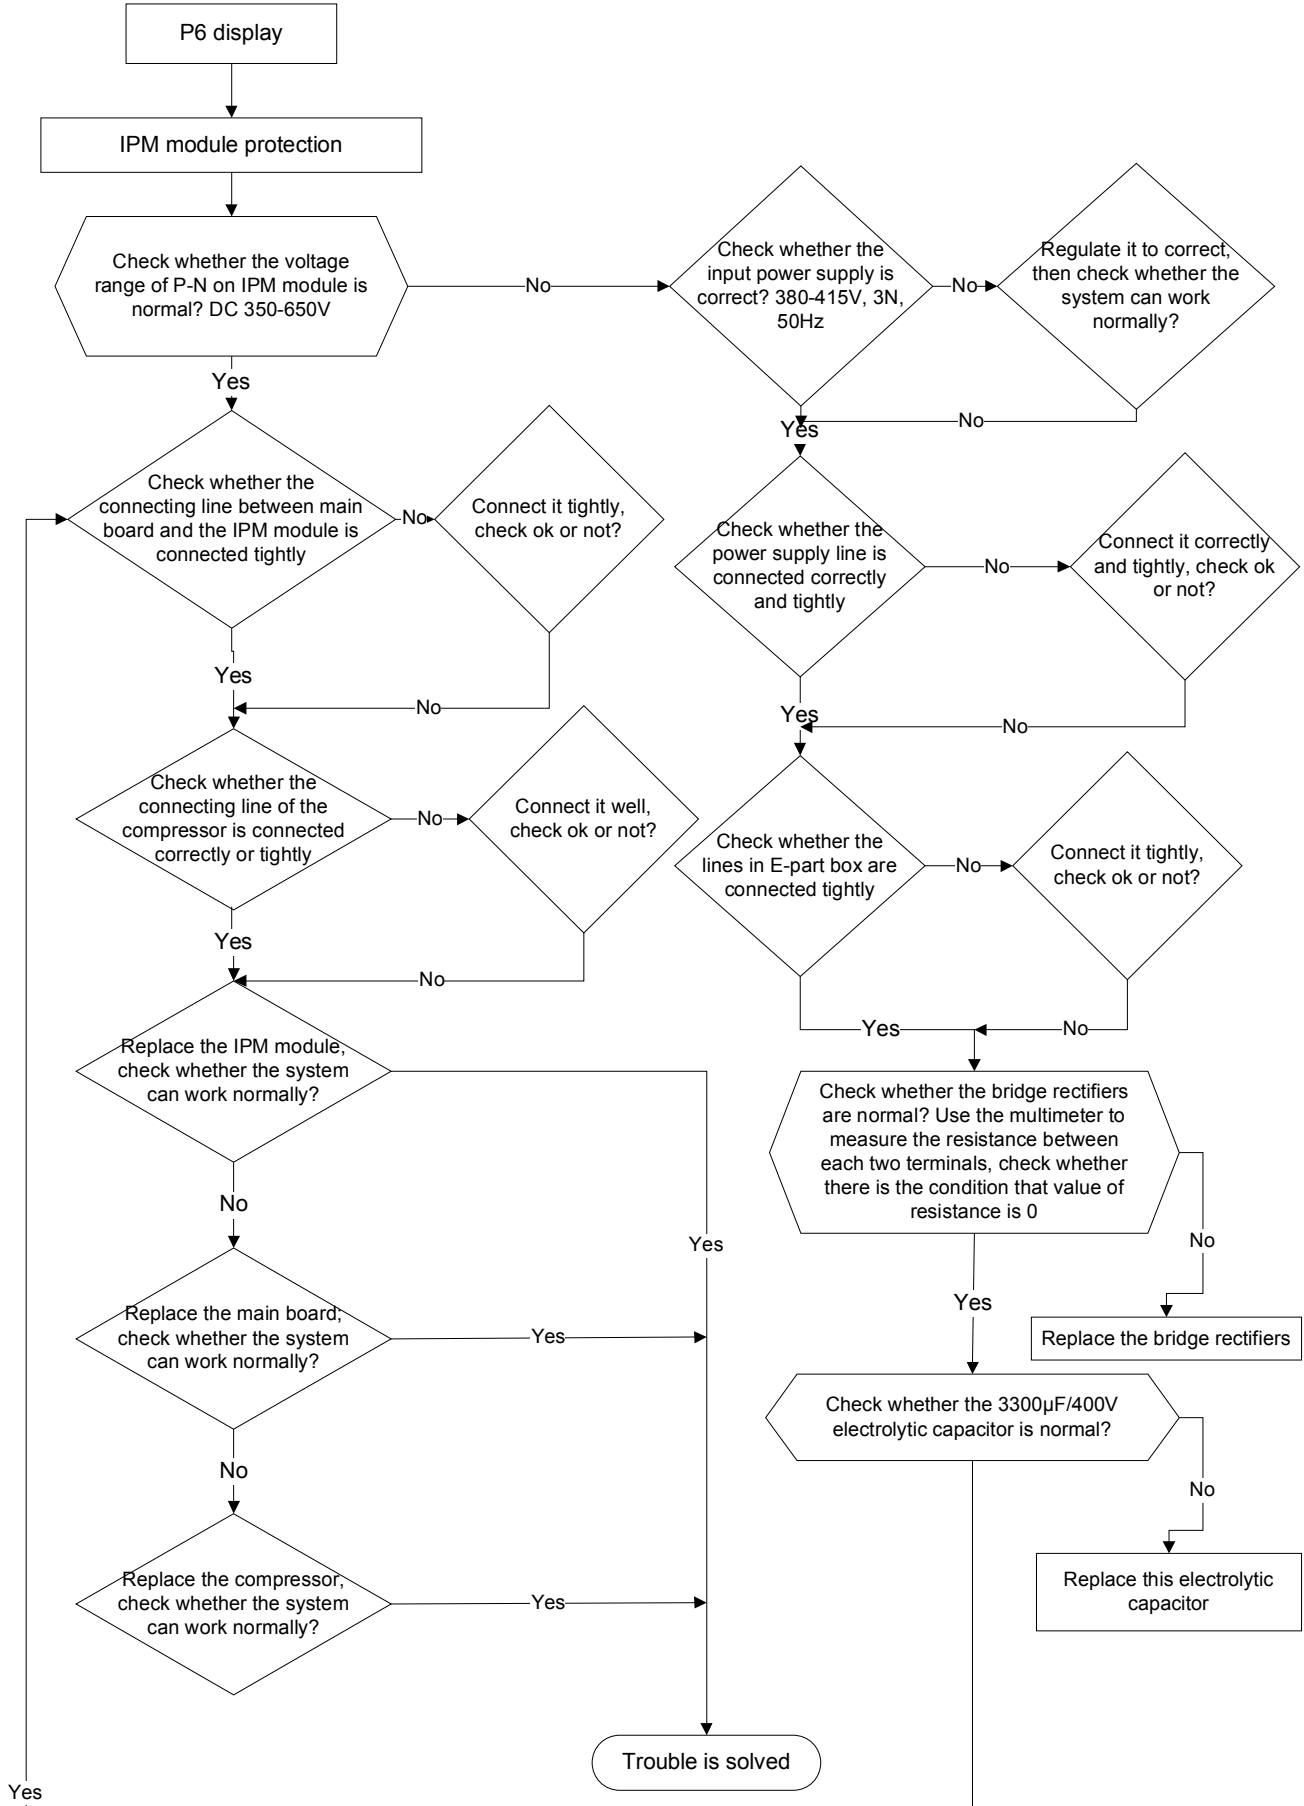 P6 display
IPM module protection
Check whether the voltage
range of P-N on IPM module is
normal? DC 350-650V
No
Check whether the
input power supply is
correct? 380-415V, 3N,
50Hz
No
Regulate it to correct,
then check whether the
system can work
normally?
Yes
No
Yes
Check whether the
connecting line between main
board and the IPM module is
connected tightly
No
Connect it tightly,
check ok or not?
Check whether the
power supply line is
connected correctly
and tightly
No
Connect it correctly
and tightly, check ok
or not?
Yes
No
Yes
No
Check whether the
connecting line of the
compressor is connected
correctly or tightly
No
Connect it well,
check ok or not?
Check whether the
lines in E-part box are
connected tightly
No
Connect it tightly,
check ok or not?
Yes
No
Yes
No
Replace the IPM module,
check whether the system
can work normally?
Check whether the bridge rectifiers
are normal? Use the multimeter to
measure the resistance between
each two terminals, check whether
there is the condition that value of
resistance is 0
No
Yes
No
Yes
Replace the bridge rectifiers
Replace the main board;
check whether the system
can work normally?
Yes
Check whether the 3300μF/400V
electrolytic capacitor is normal?
No
No
Replace this electrolytic
capacitor
Replace the compressor,
check whether the system
can work normally?
Yes
Trouble is solved
Yes